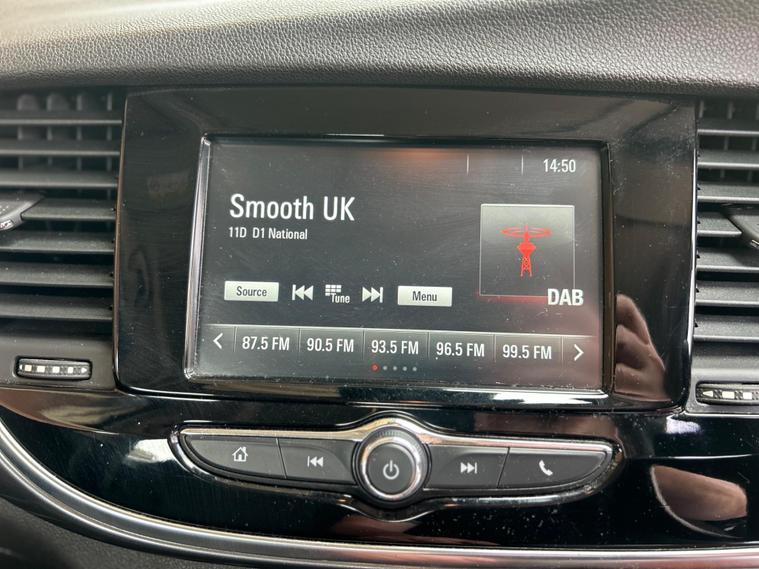 14:50
Smooth UK
11D D1 National
DAB
Source
Tune
Menu
87.5 FM 90.5 FM 93.5 FM 96.5 FM 99.5 FM